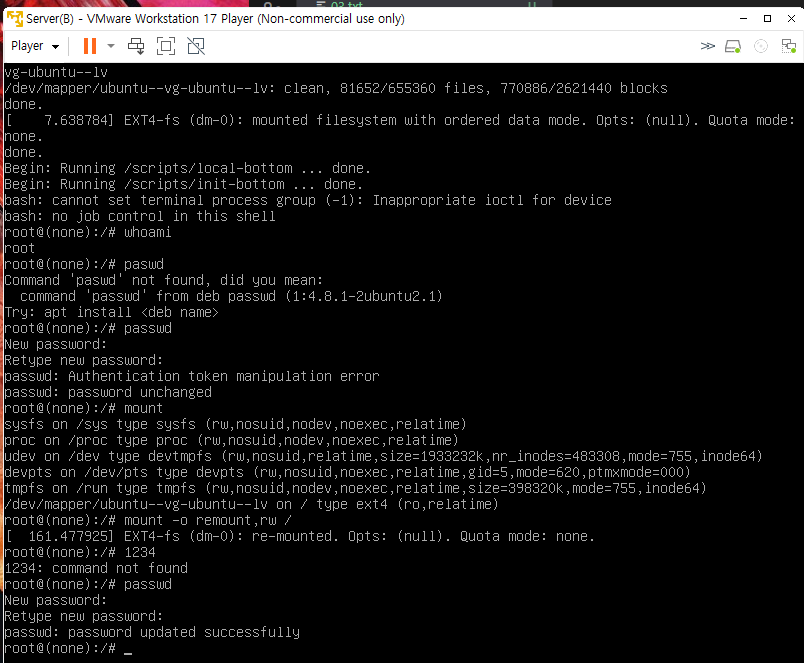 03.txt
Server(B) - VMware Workstation 17 Player (Non-commercial use only)
Player
vg-ubuntu--lv
/dev/mapper/ubuntu--vg-ubuntu--lv: clean, 81652/655360 files, 770886/2621440 blocks
done.
[    7.638784] EXT4-fs (dm-0): mounted filesystem with ordered data mode. Opts: (null). Quota mode:
none.
done.
Begin: Running /scripts/local-bottom ... done.
Begin: Running /scripts/init-bottom ... done.
bash: cannot set terminal process group (-1): Inappropriate ioctl for device
bash: no job control in this shell
root@(none):/# whoami
root
root@(none):/# paswd
Command 'paswd' not found, did you mean:
  command 'passwd' from deb passwd (1:4.8.1-2ubuntu2.1)
Try: apt install <deb name>
root@(none):/# passwd
New password:
Retype new password:
passwd: Authentication token manipulation error
passwd: password unchanged
root@(none):/# mount
sysfs on /sys type sysfs (rw,nosuid,nodev,noexec,relatime)
proc on /proc type proc (rw,nosuid,nodev,noexec,relatime)
udev on /dev type devtmpfs (rw,nosuid,relatime,size=1933232k,nr_inodes=483308,mode=755,inode64)
devpts on /dev/pts type devpts (rw,nosuid,noexec,relatime,gid=5,mode=620,ptmxmode=000)
tmpfs on /run type tmpfs (rw,nosuid,nodev,noexec,relatime,size=398320k,mode=755,inode64)
/dev/mapper/ubuntu--vg-ubuntu--lv on / type ext4 (ro,relatime)
root@(none):/# mount -o remount,rw /
[  161.477925] EXT4-fs (dm-0): re-mounted. Opts: (null). Quota mode: none.
root@(none):/# 1234
1234: command not found
root@(none):/# passwd
New password:
Retype new password:
passwd: password updated successfully
root@(none):/# _